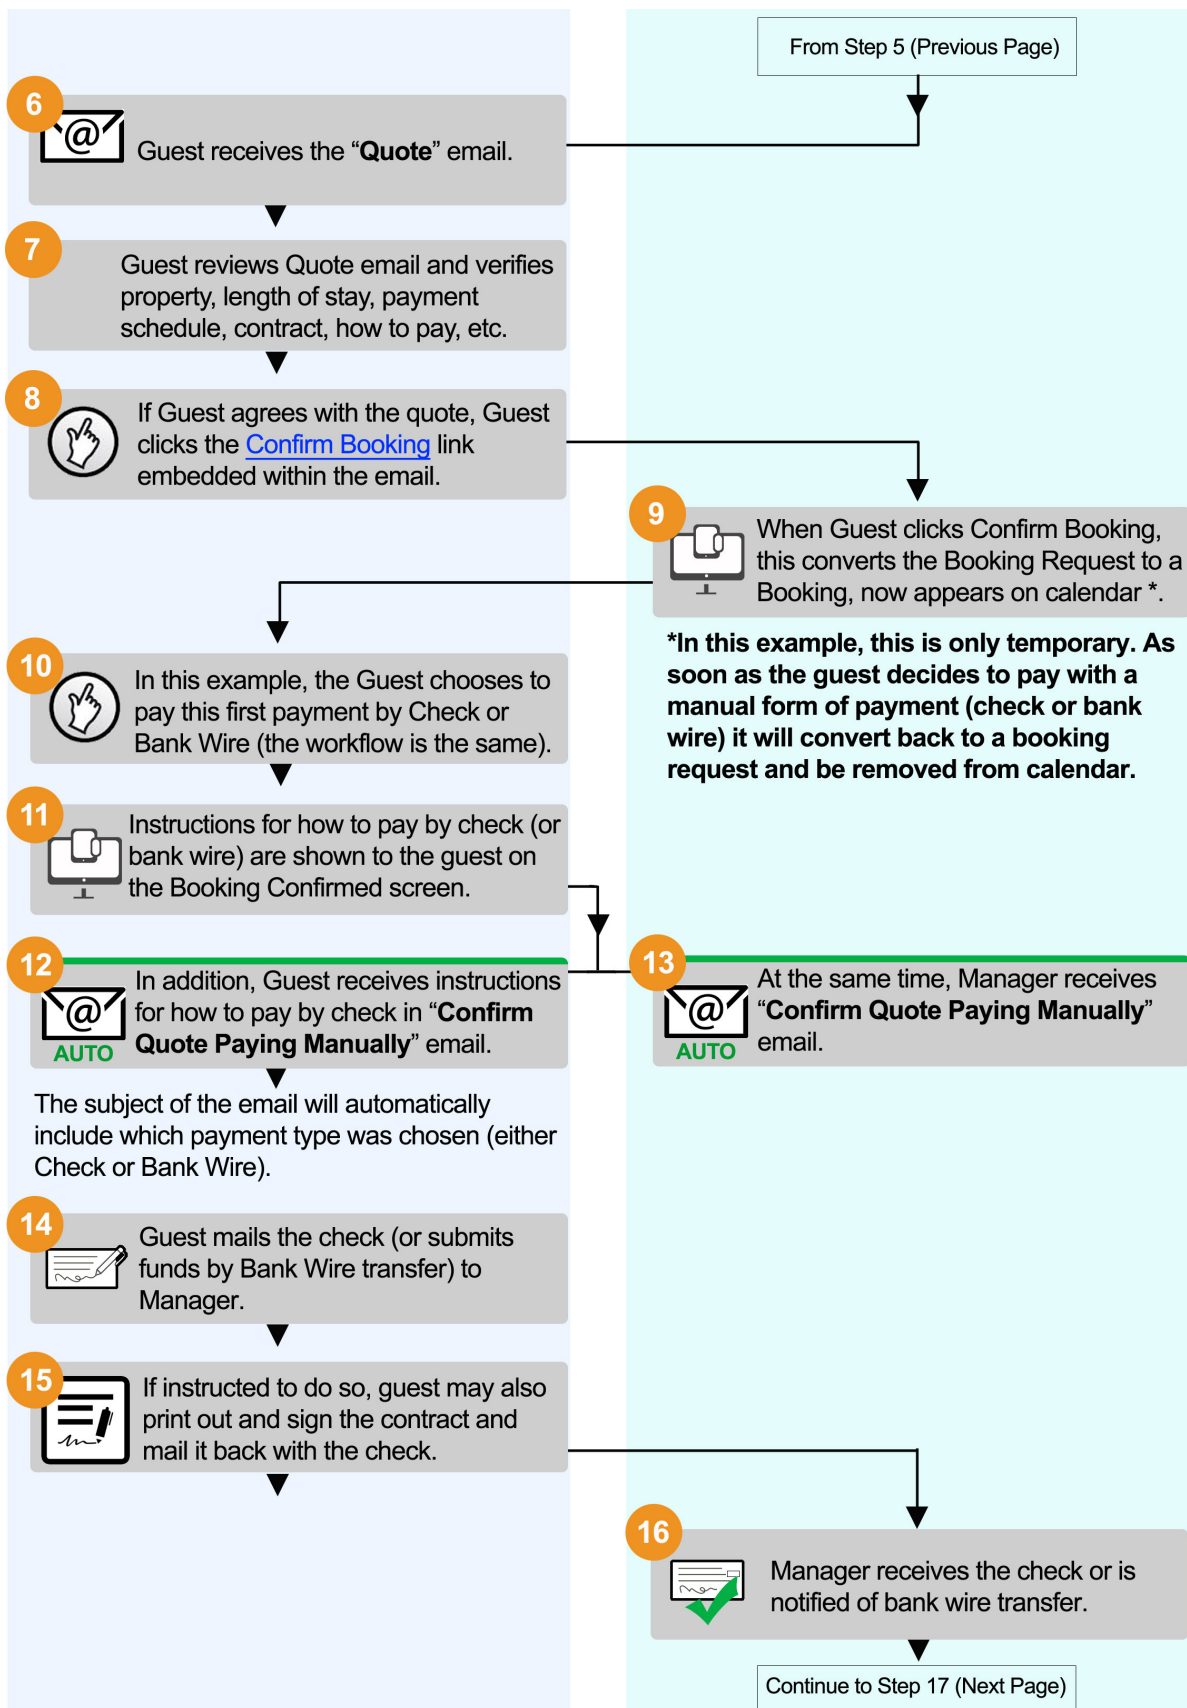 From Step 5 (Previous Page)
6
@
Guest receives the “Quote” email.
7
Guest reviews Quote email and verifies
property, length of stay, payment
schedule, contract, how to pay, etc.
8
If Guest agrees with the quote, Guest
clicks the Confirm Booking link
embedded within the email.
9
When Guest clicks Confirm Booking,
this converts the Booking Request to a
Booking, now appears on calendar *.
*In this example, this is only temporary. As
soon as the guest decides to pay with a
manual form of payment (check or bank
wire) it will convert back to a booking
request and be removed from calendar.
10
In this example, the Guest chooses to
pay this first payment by Check or
Bank Wire (the workflow is the same).
11
Instructions for how to pay by check (or
bank wire) are shown to the guest on
the Booking Confirmed screen.
12
@
AUTO
In addition, Guest receives instructions
for how to pay by check in “Confirm
Quote Paying Manually” email.
13
@
AUTO
At the same time, Manager receives
“Confirm Quote Paying Manually”
email.
The subject of the email will automatically
include which payment type was chosen (either
Check or Bank Wire).
14
Guest mails the check (or submits
funds by Bank Wire transfer) to
Manager.
15
If instructed to do so, guest may also
print out and sign the contract and
mail it back with the check.
16
Manager receives the check or is
notified of bank wire transfer.
Continue to Step 17 (Next Page)